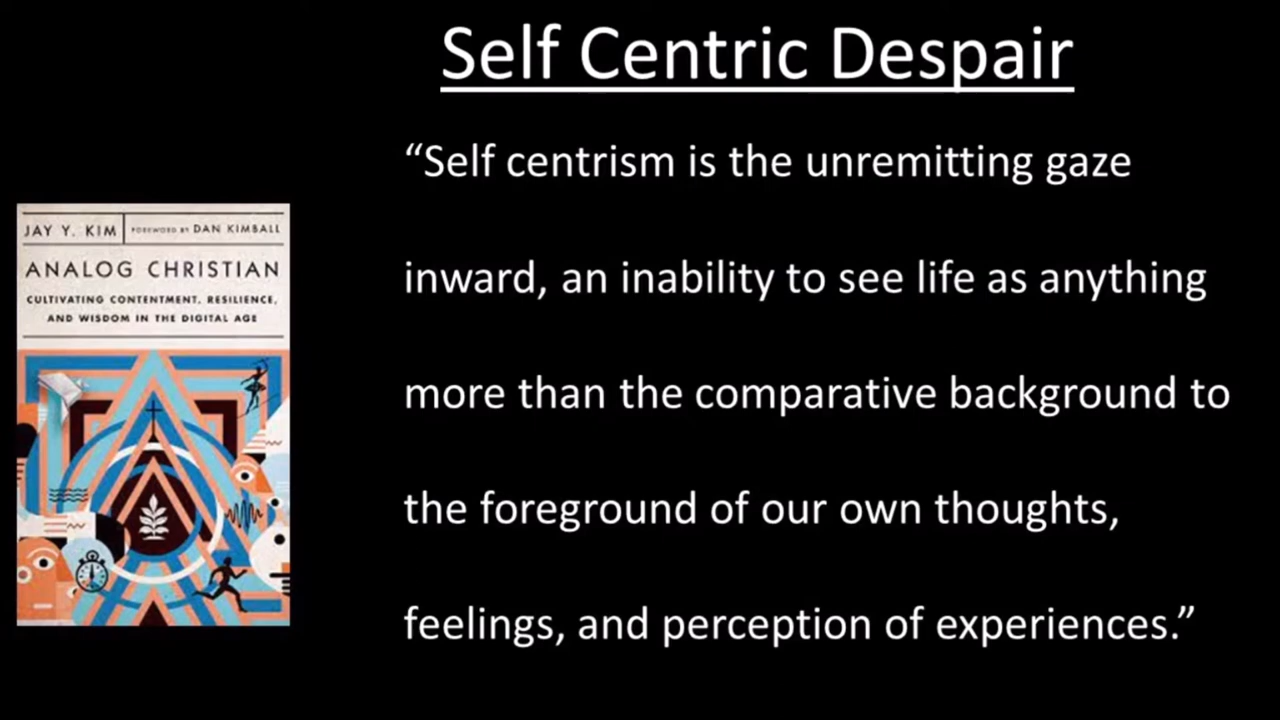 Self Centric Despair
“Self centrism is the unremitting gaze
inward, an inability to see life as anything
more than the comparative background to
the foreground of our own thoughts,
feelings, and perception of experiences.”
JAY Y. KIM FOREWORD BY DAN KIMBALL
ANALOG CHRISTIAN
CULTIVATING CONTENTMENT, RESILIENCE,
AND WISDOM IN THE DIGITAL AGE